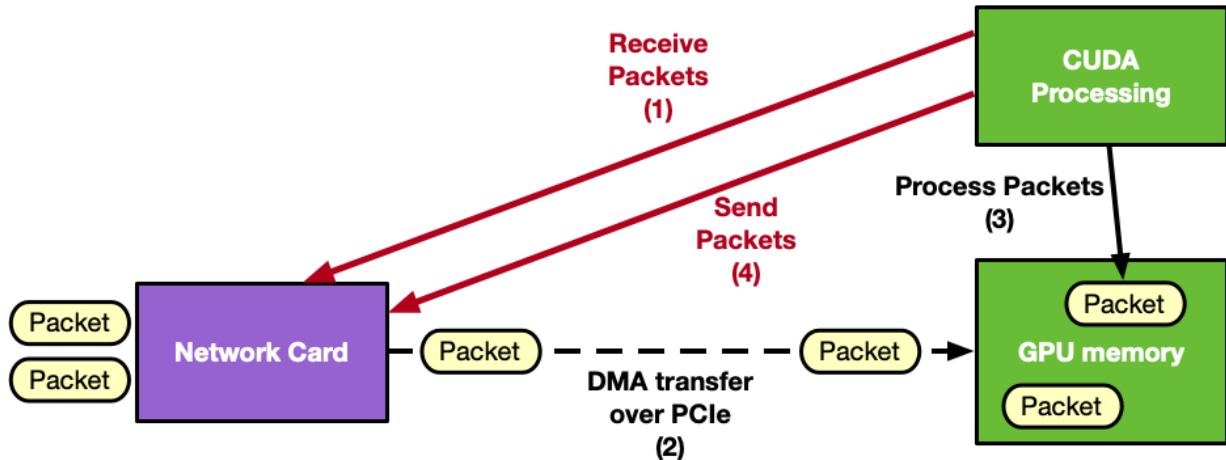 Receive
Packets
(1)
CUDA
Processing
Process Packets
(3)
Send
Packets
(4)
Packet
Packet
Network Card
Packet
Packet
DMA transfer
over PCIe
(2)
Packet
GPU memory
Packet